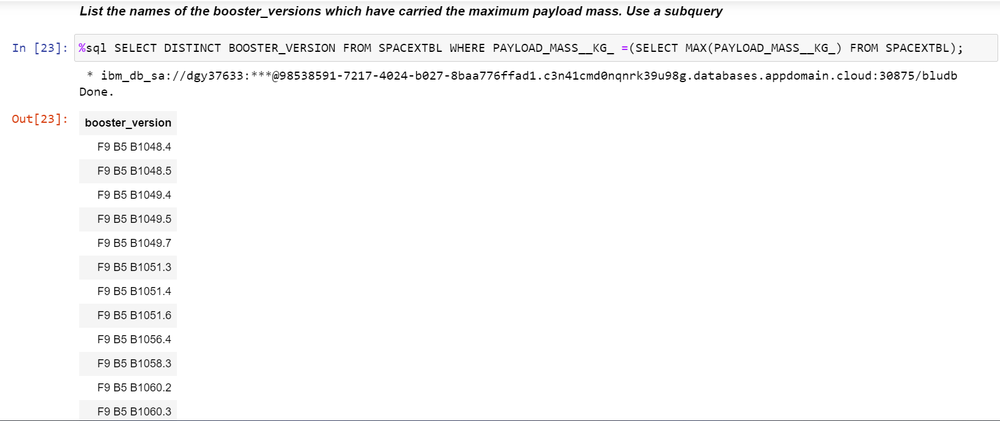 List the names of the booster_versions which have carried the maximum payload mass. Use a subquery
In [23]: %sql SELECT DISTINCT BOOSTER_VERSION FROM SPACEXTBL WHERE PAYLOAD_MASS__KG_ =(SELECT MAX(PAYLOAD_MASS__KG_) FROM SPACEXTBL);
* ibm_db_sa://dgy37633:***@98538591-7217-4024-b027-8baa776ffad1.c3n41cmd0nqnrk39u98g.databases.appdomain.cloud:30875/bludb
Done.
Out[23]: booster_version
F9 B5 B1048.4
F9 B5 B1048.5
F9 B5 B1049.4
F9 B5 B1049.5
F9 B5 B1049.7
F9 B5 B1051.3
F9 B5 B1051.4
F9 B5 B1051.6
F9 B5 B1056.4
F9 B5 B1058.3
F9 B5 B1060.2
F9 B5 B1060.3